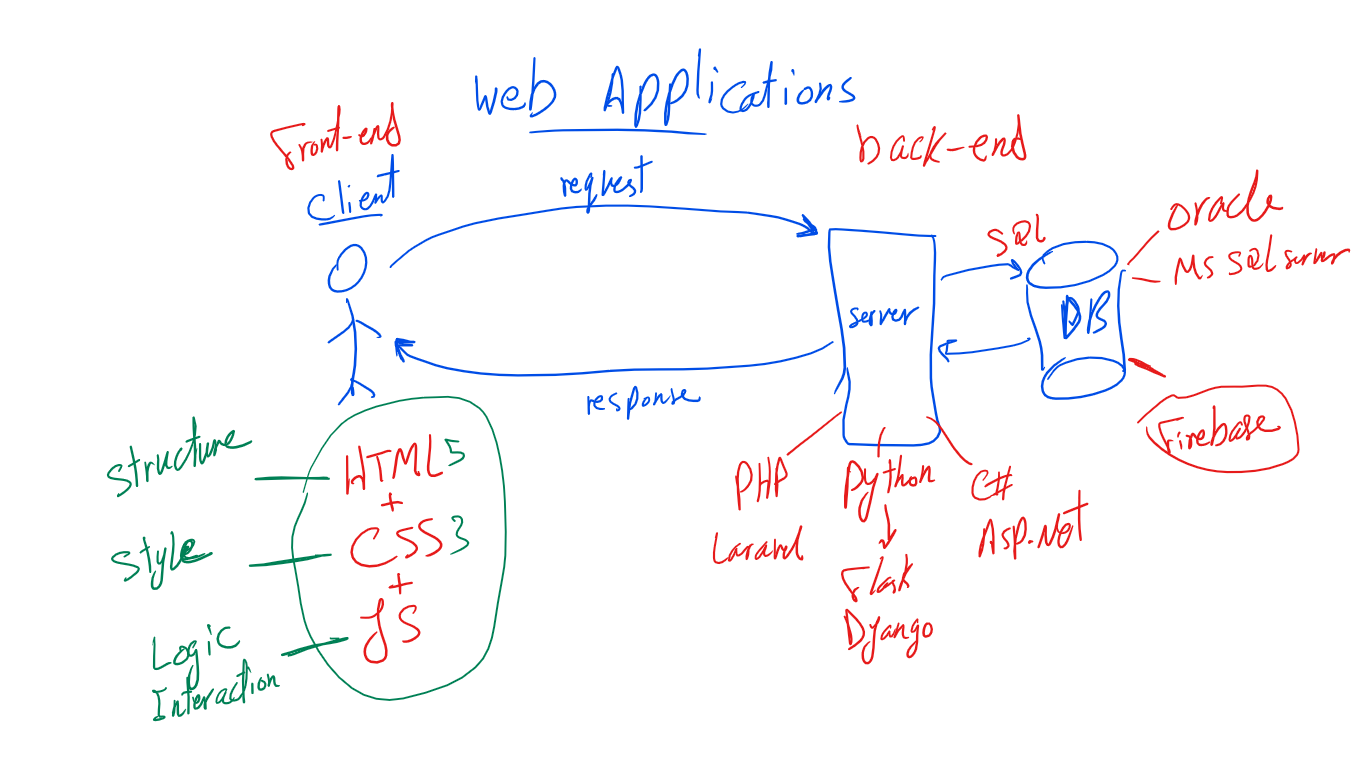 Web Applications
Front-end
back-end
Client
request
SQL
Oracle
MS SQL server
server
DB
response
Firebase
structure
HTML5
+
style
CSS3
+
Logic
Interaction
JS
PHP
Laravel
Python
Flask
Django
C#
Asp.Net